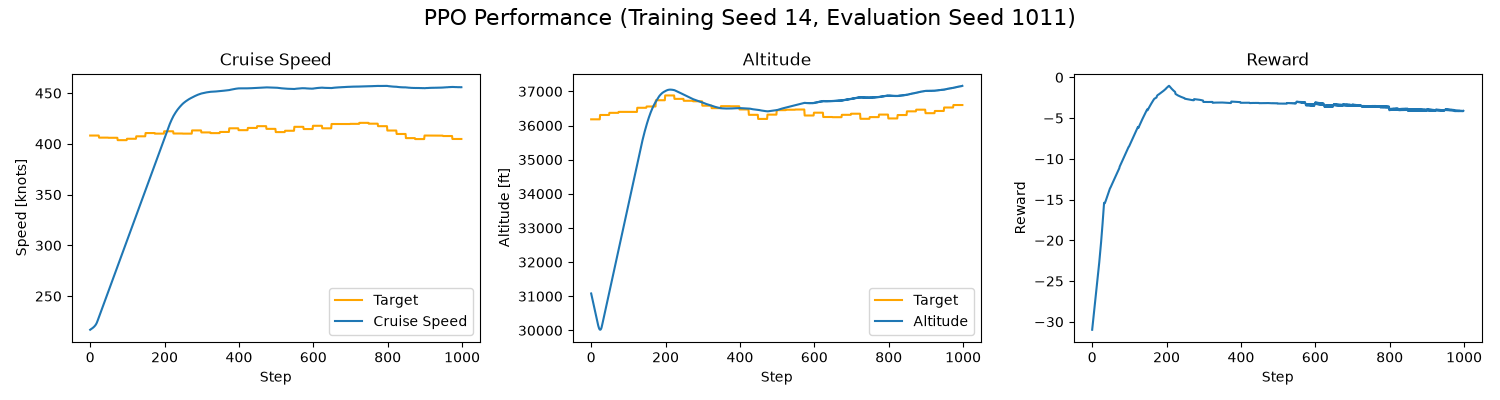 PPO Performance (Training Seed 14, Evaluation Seed 1011)
Cruise Speed
Speed [knots]
450
400
350
300
250
0 200 400 600 800 1000
Step
Target
Cruise Speed
Altitude
Altitude [ft]
37000
36000
35000
34000
33000
32000
31000
30000
0 200 400 600 800 1000
Step
Target
Altitude
Reward
Reward
0
−5
−10
−15
−20
−25
−30
0 200 400 600 800 1000
Step